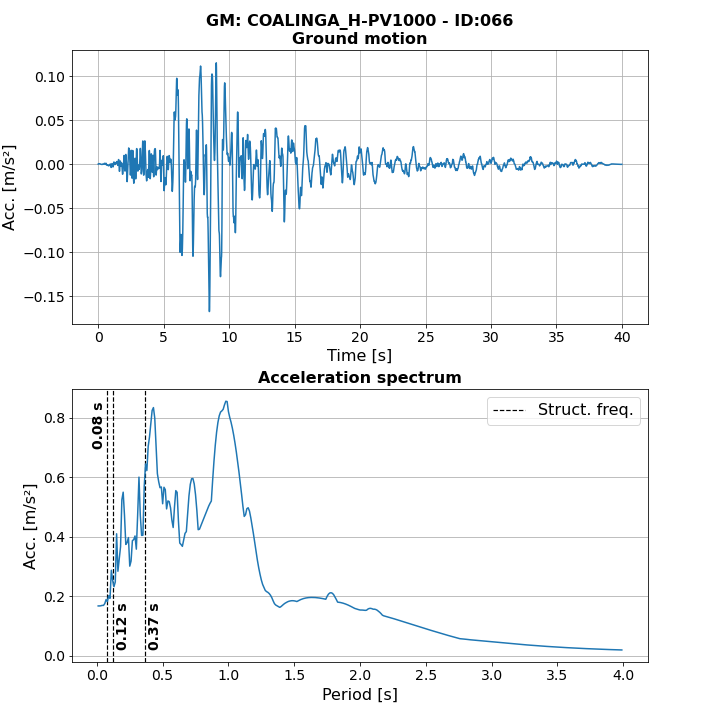 GM: COALINGA_H-PV1000 - ID:066
Ground motion
0.10
0.05
0.00
−0.05
−0.10
−0.15
Acc. [m/s²]
0 5 10 15 20 25 30 35 40
Time [s]
Acceleration spectrum
0.8
0.6
0.4
0.2
0.0
Acc. [m/s²]
Struct. freq.
0.08 s
0.12 s
0.37 s
0.0 0.5 1.0 1.5 2.0 2.5 3.0 3.5 4.0
Period [s]